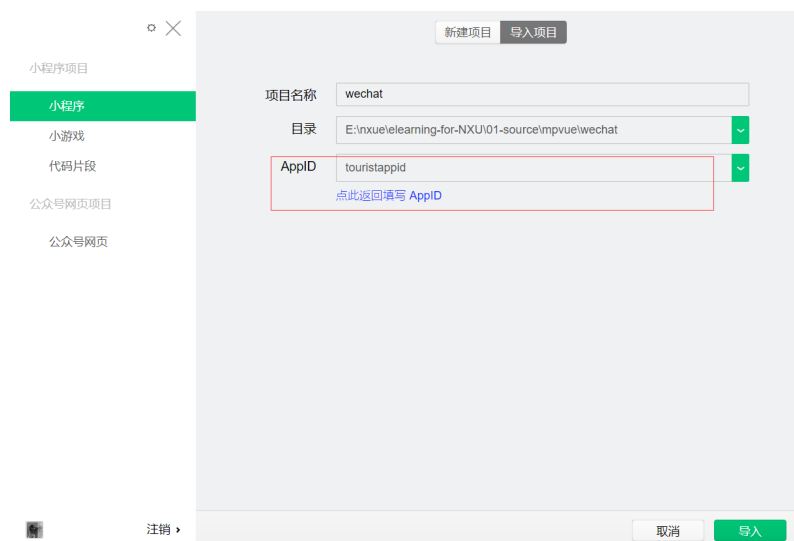 小程序项目
小程序
小游戏
代码片段
公众号网页项目
公众号网页
注销
新建项目 导入项目
项目名称 wechat
目录 E:\nxue\elearning-for-NXU\01-source\mpvue\wechat
AppID touristappid
点此返回填写 AppID
取消 导入